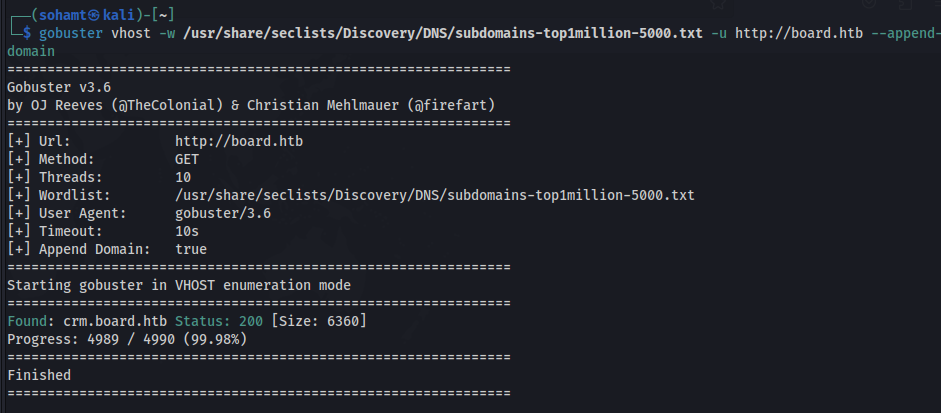 (sohamt㉿kali)-[~]
$ gobuster vhost -w /usr/share/seclists/Discovery/DNS/subdomains-top1million-5000.txt -u http://board.htb --append-
domain
===============================================================
Gobuster v3.6
by OJ Reeves (@TheColonial) & Christian Mehlmauer (@firefart)
===============================================================
[+] Url:             http://board.htb
[+] Method:          GET
[+] Threads:         10
[+] Wordlist:        /usr/share/seclists/Discovery/DNS/subdomains-top1million-5000.txt
[+] User Agent:      gobuster/3.6
[+] Timeout:         10s
[+] Append Domain:   true
===============================================================
Starting gobuster in VHOST enumeration mode
===============================================================
Found: crm.board.htb Status: 200 [Size: 6360]
Progress: 4989 / 4990 (99.98%)
===============================================================
Finished
===============================================================